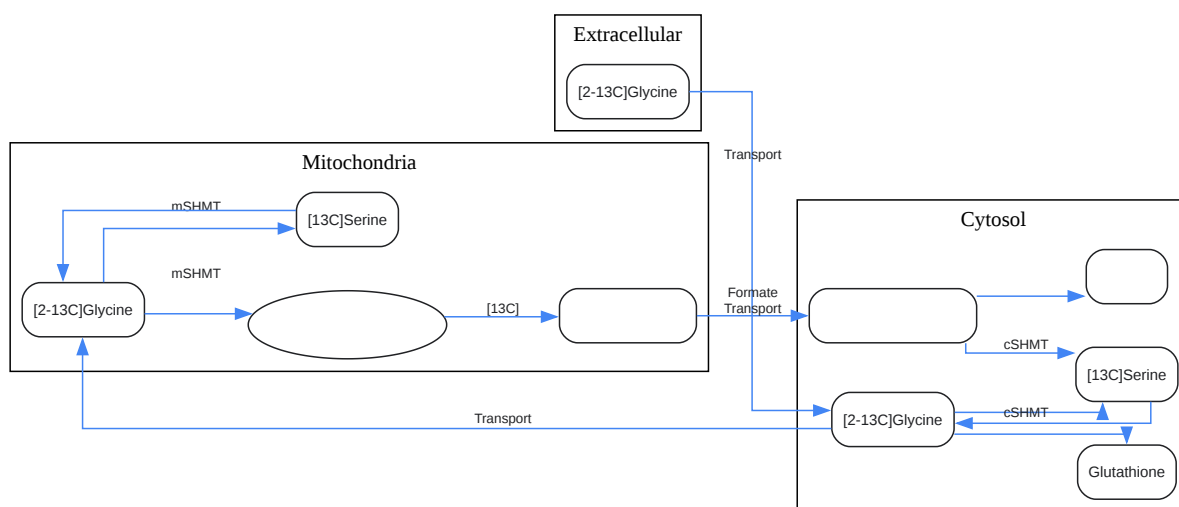 Extracellular
[2-13C]Glycine
Transport
Mitochondria
mSHMT
[13C]Serine
mSHMT
[2-13C]Glycine
[13C]
Formate
Transport
Cytosol
cSHMT
[13C]Serine
cSHMT
[2-13C]Glycine
Transport
Glutathione